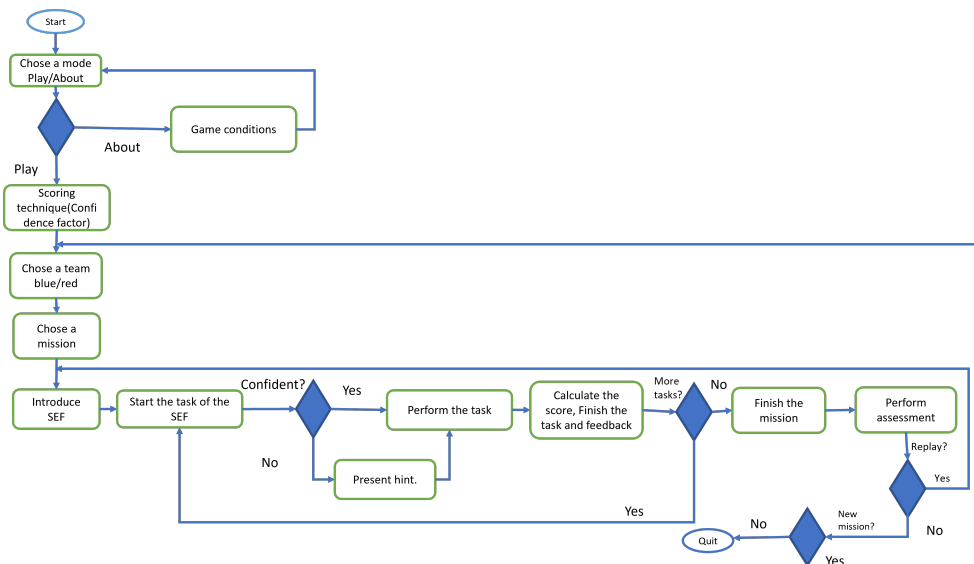 Start
Chose a mode
Play/About
Game conditions
About
Play
Scoring
technique(Confi
dence factor)
Chose a team
blue/red
Chose a
mission
Introduce
SEF
Start the task of the
SEF
Confident?
Yes
No
Perform the task
Present hint.
Calculate the
score, Finish the
task and feedback
More
tasks?
No
Yes
Finish the
mission
Perform
assessment
Replay?
Yes
No
New
mission?
No
Yes
Quit